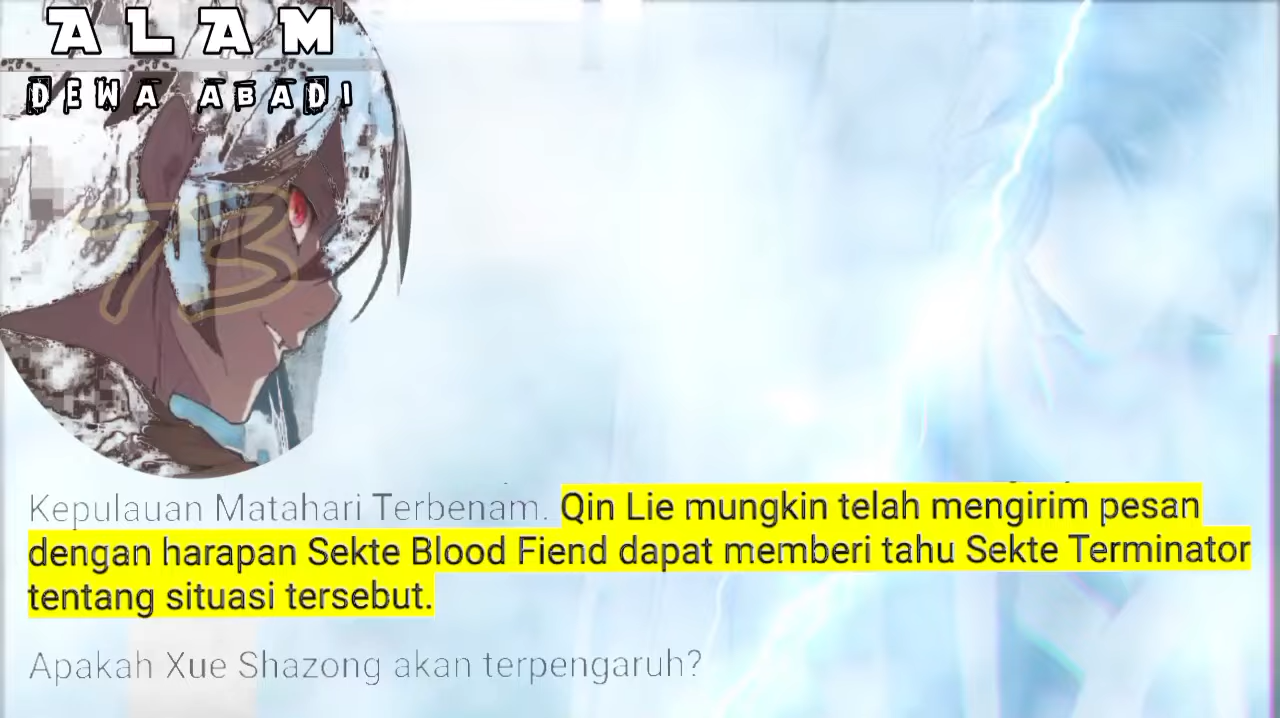 ALAM
DEWA ABADI
7B
Kepulauan Matahari Terbenam. Qin Lie mungkin telah mengirim pesan
dengan harapan Sekte Blood Fiend dapat memberi tahu Sekte Terminator
tentang situasi tersebut.
Apakah Xue Shazong akan terpengaruh?